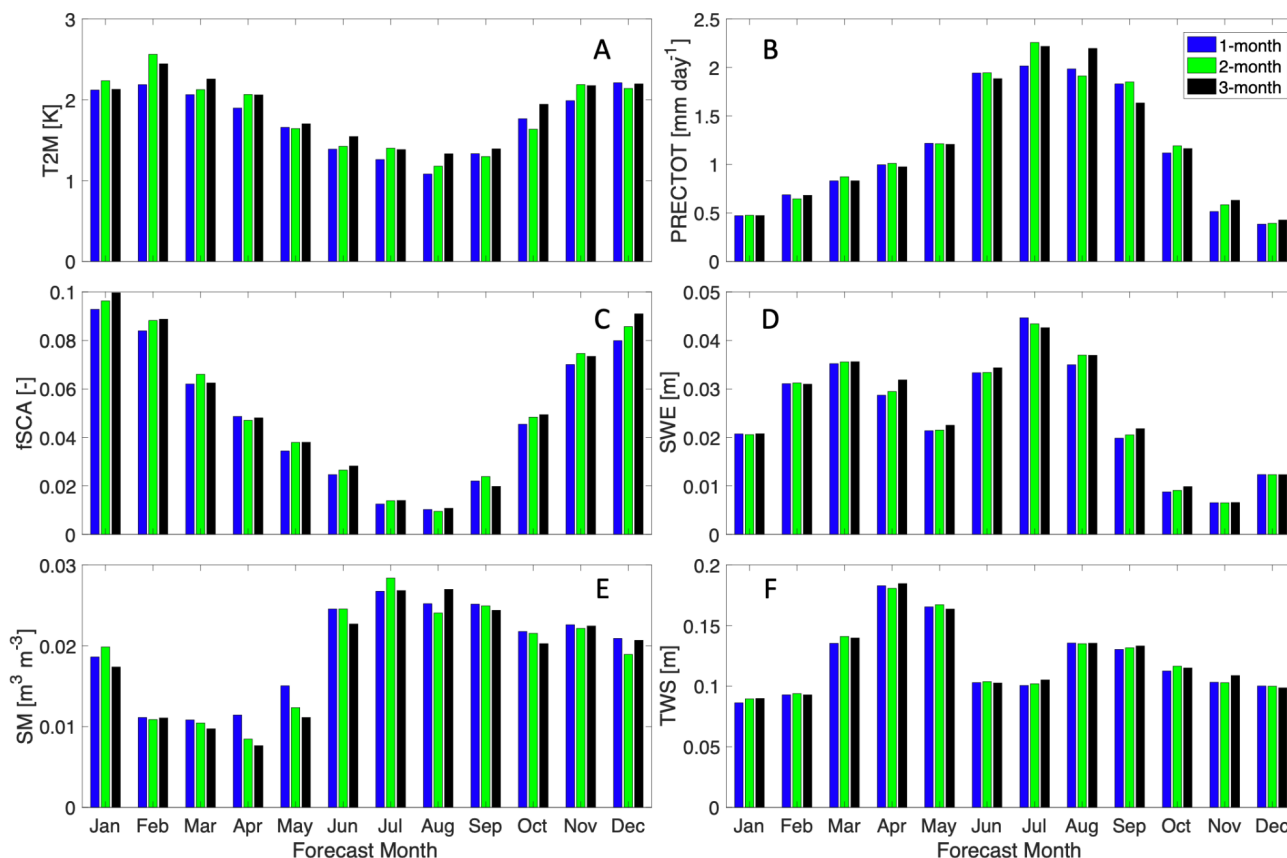 3
2
1
0
T2M [K]
A
2.5
2
1.5
1
0.5
0
PRECTOT [mm day-1]
B
1-month
2-month
3-month
0.1
0.08
0.06
0.04
0.02
0
fSCA [-]
C
0.05
0.04
0.03
0.02
0.01
0
SWE [m]
D
0.03
0.02
0.01
0
SM [m3 m-3]
E
Jan Feb Mar Apr May Jun Jul Aug Sep Oct Nov Dec
Forecast Month
0.2
0.15
0.1
0.05
0
TWS [m]
F
Jan Feb Mar Apr May Jun Jul Aug Sep Oct Nov Dec
Forecast Month